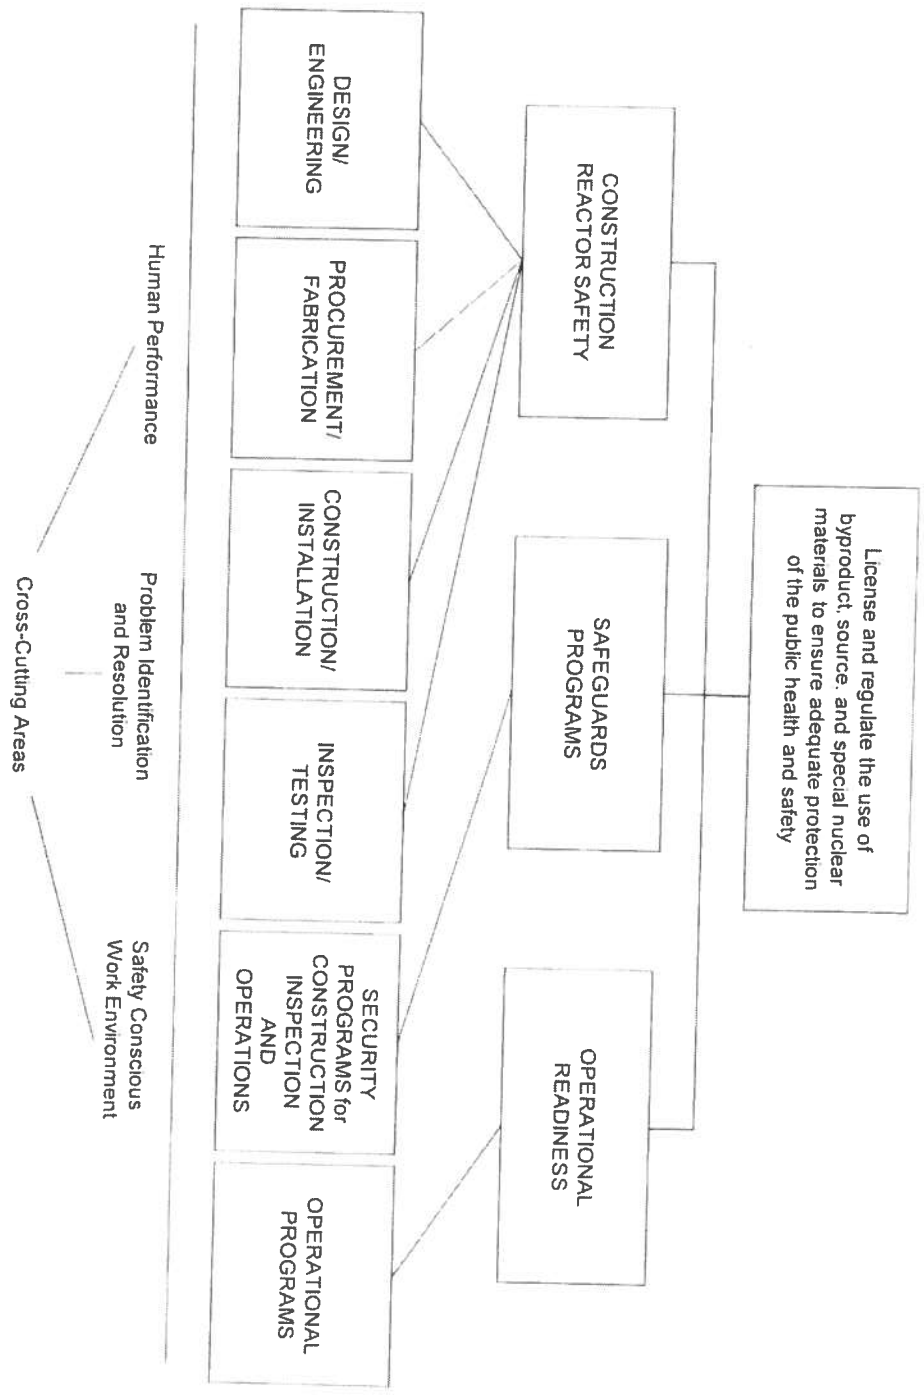 License and regulate the use of
byproduct, source, and special nuclear
materials to ensure adequate protection
of the public health and safety
CONSTRUCTION
REACTOR SAFETY
SAFEGUARDS
PROGRAMS
OPERATIONAL
READINESS
DESIGN/
ENGINEERING
PROCUREMENT/
FABRICATION
CONSTRUCTION/
INSTALLATION
INSPECTION/
TESTING
SECURITY
PROGRAMS for
CONSTRUCTION
INSPECTION
AND
OPERATIONS
OPERATIONAL
PROGRAMS
Human Performance
Problem Identification
and Resolution
Safety Conscious
Work Environment
Cross-Cutting Areas